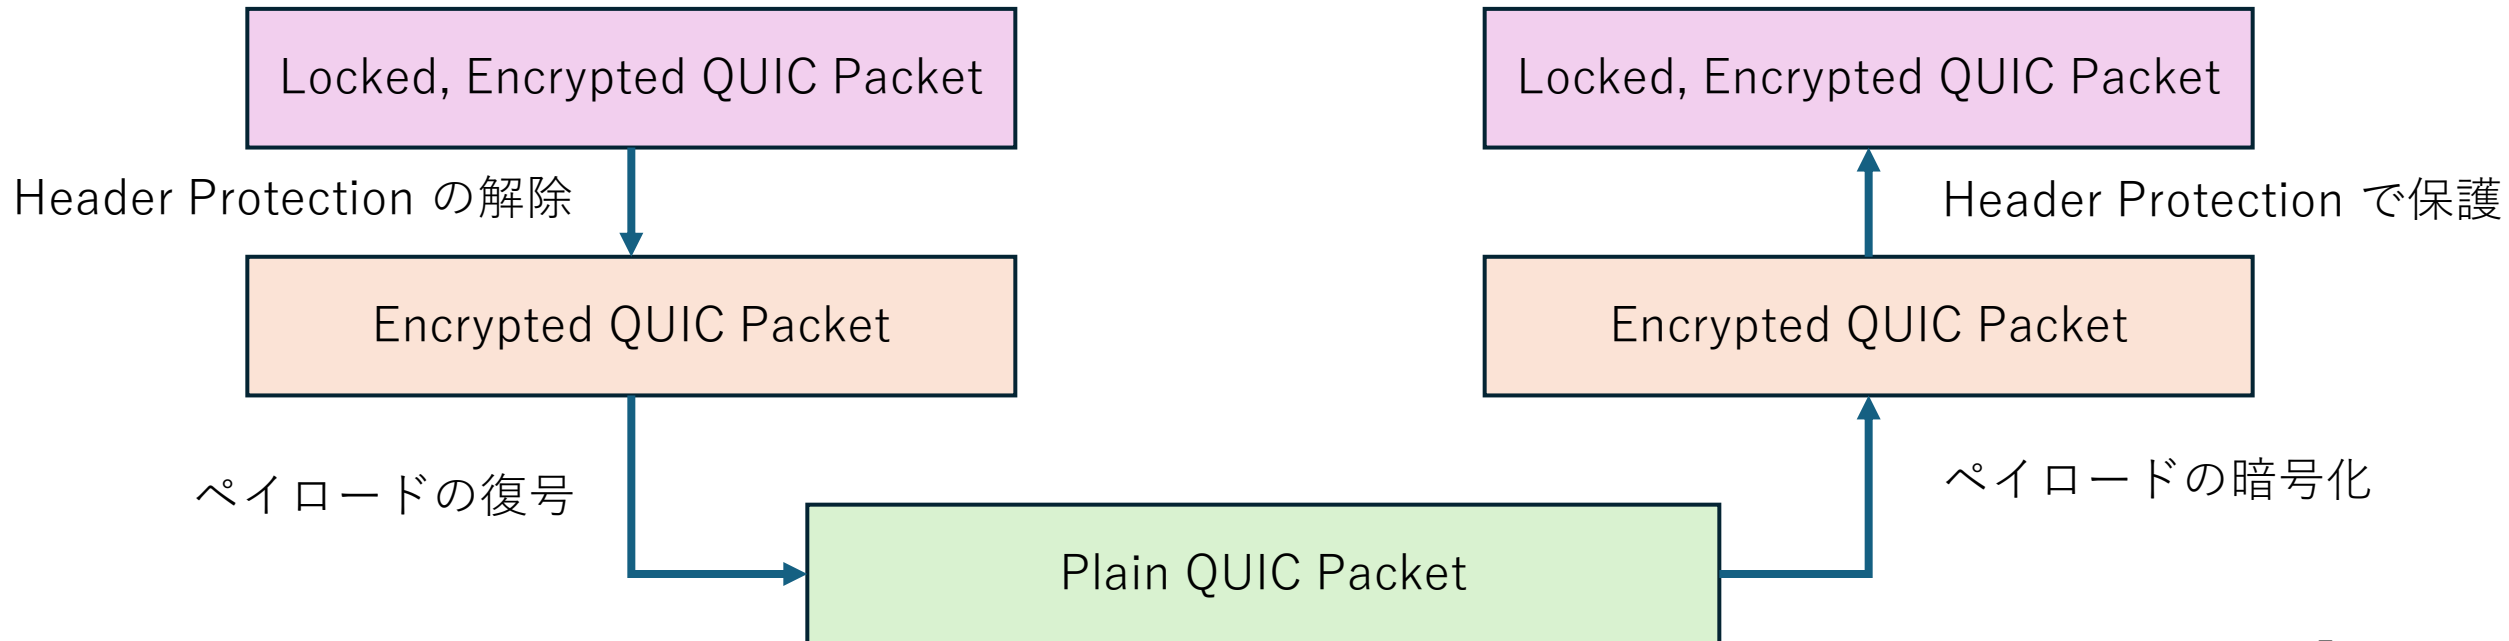 Locked, Encrypted QUIC Packet
Locked, Encrypted QUIC Packet
Header Protection の解除
Header Protection で保護
Encrypted QUIC Packet
Encrypted QUIC Packet
ペイロードの復号
ペイロードの暗号化
Plain QUIC Packet